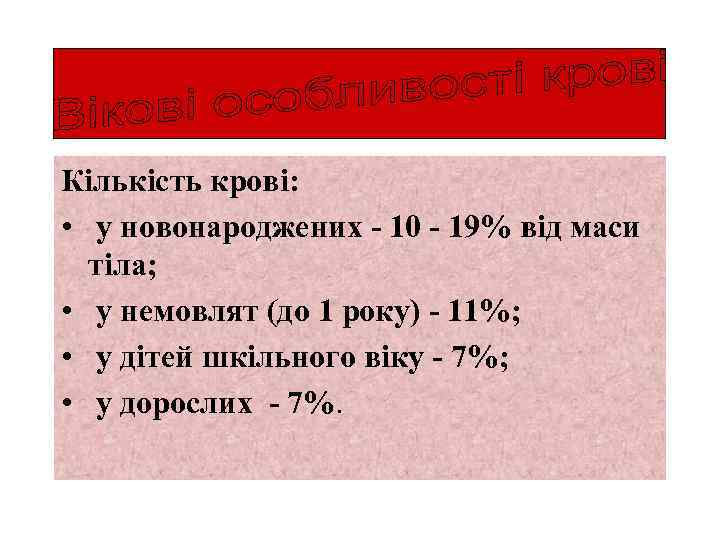 Вікові особливості крові
Кількість крові:
• у новонароджених - 10 - 19% від маси
тіла;
• у немовлят (до 1 року) - 11%;
• у дітей шкільного віку - 7%;
• у дорослих - 7%.